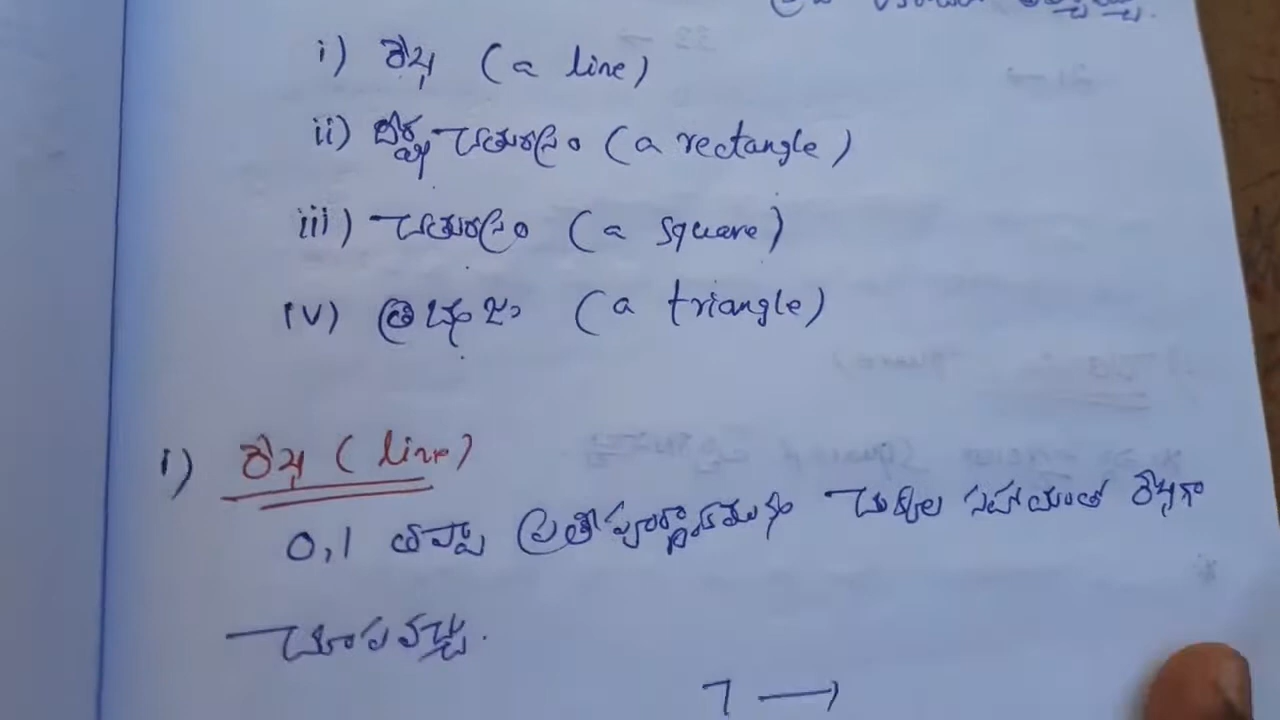 i) రేఖ (a line)
ii) దీర్ఘ చతురస్రం (a rectangle)
iii) చతురస్రం (a square)
iv) త్రిభుజం (a triangle)
1) రేఖ (line)
0,1 తప్పా ప్రతీ పూర్ణాంకమును చుక్కల సహాయంతో రేఖగా
చూపవచ్చు.
7 →